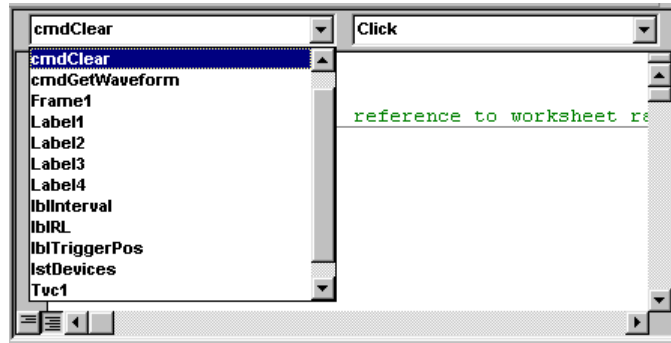 cmdClear Click
cmdClear
cmdGetWaveform
Frame1
Label1
reference to worksheet ra
Label2
Label3
Label4
lblInterval
lblRL
lblTriggerPos
lstDevices
Tvc1